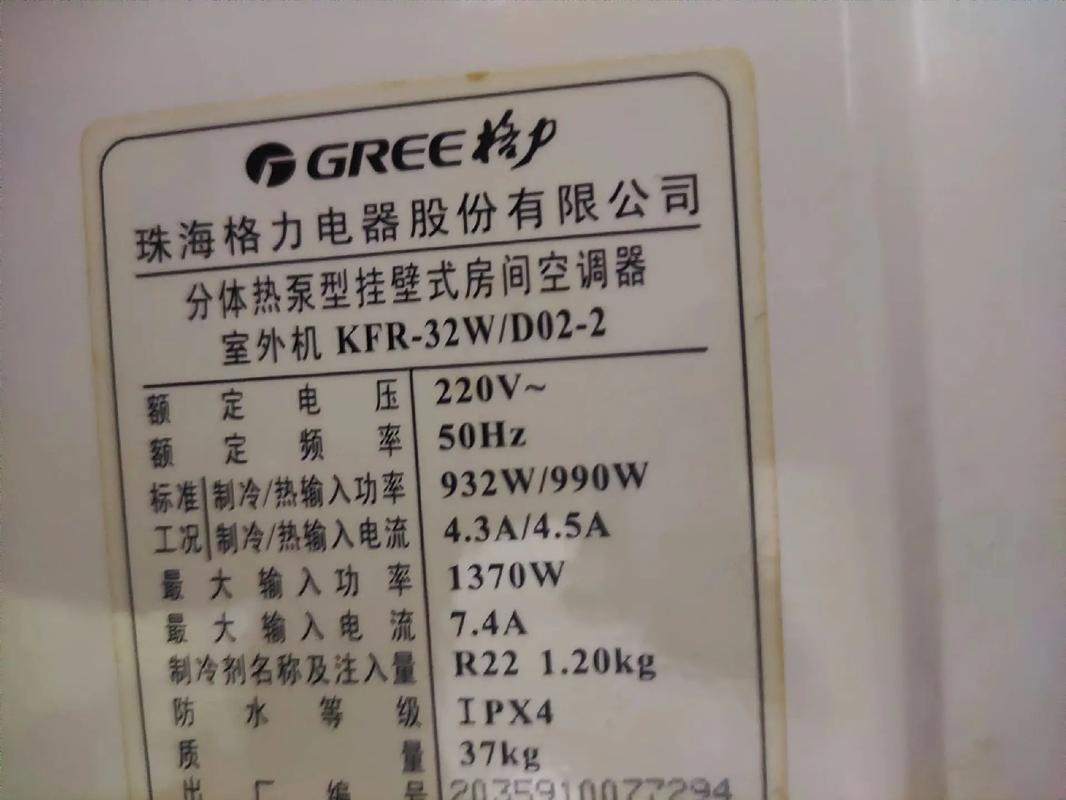 GREE格力
珠海格力电器股份有限公司
分体热泵型挂壁式房间空调器
室外机 KFR-32W/D02-2
额定电压 220V~
额定频率 50Hz
标准 制冷/热输入功率 932W/990W
工况 制冷/热输入电流 4.3A/4.5A
最大输入功率 1370W
最大输入电流 7.4A
制冷剂名称及注入量 R22 1.20kg
防水等级 IPX4
质量 37kg
出厂编号 2035910077294